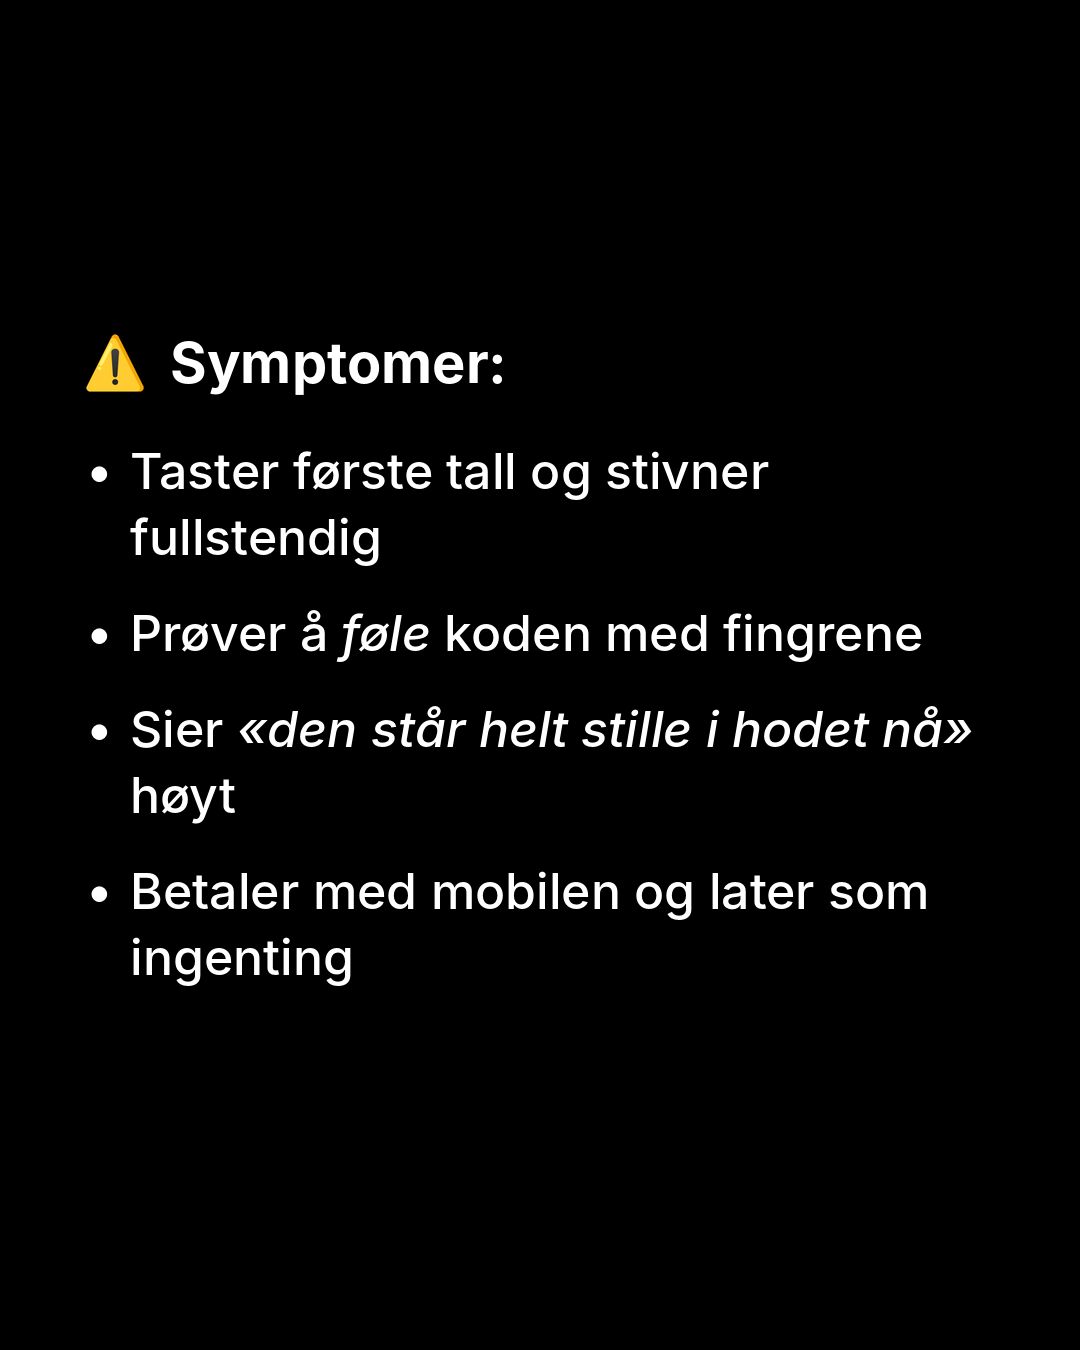 ⚠️ Symptomer:
• Taster første tall og stivner
fullstendig
• Prøver å føle koden med fingrene
• Sier «den står helt stille i hodet nå»
høyt
• Betaler med mobilen og later som
ingenting